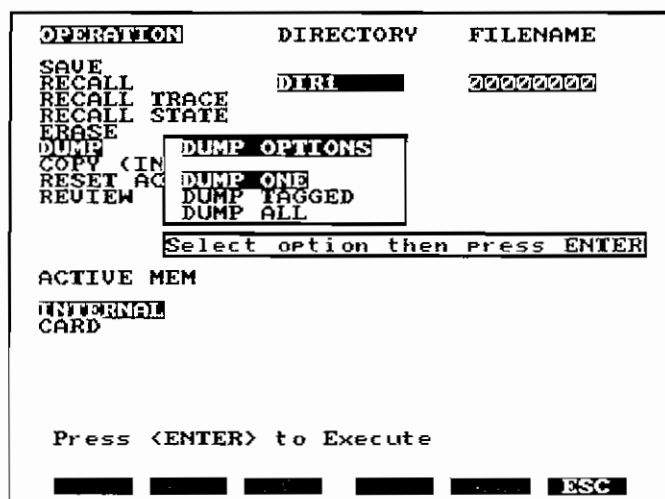 OPERATION DIRECTORY FILENAME
SAVE
RECALL DIR1 00000000
RECALL TRACE
RECALL STATE
ERASE
DUMP DUMP OPTIONS
COPY (IN
RESET AC DUMP ONE
REVIEW DUMP TAGGED
DUMP ALL
Select option then press ENTER
ACTIVE MEM
INTERNAL
CARD
Press <ENTER> to Execute
ESC